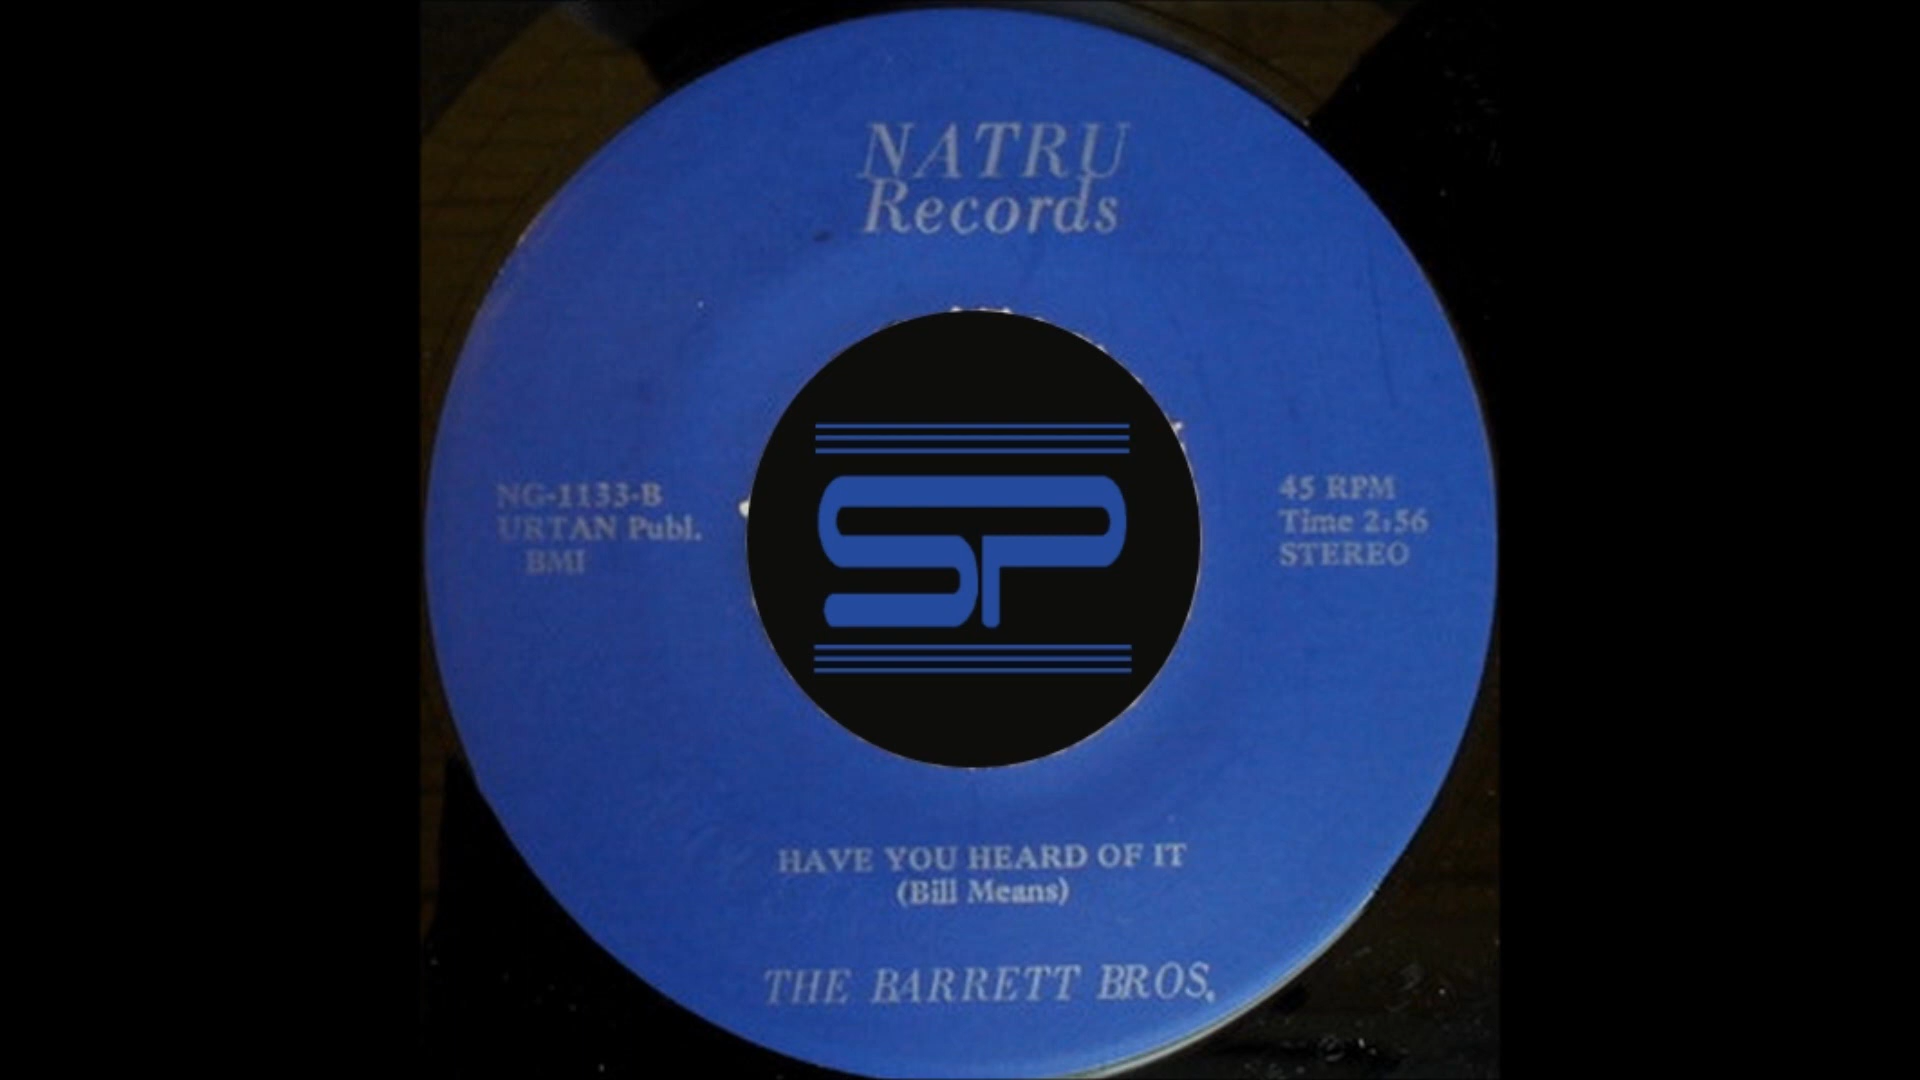 NATRU
Records
NG-1133-B
URTAN Publ.
BMI
45 RPM
Time 2:56
STEREO
SP
HAVE YOU HEARD OF IT
(Bill Means)
THE BARRETT BROS.